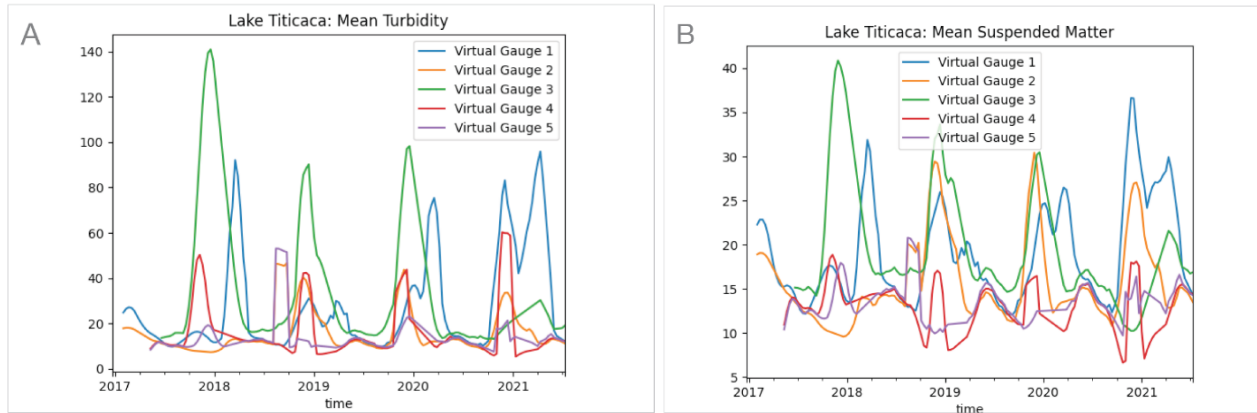 A
Lake Titicaca: Mean Turbidity
140
120
100
80
60
40
20
0
Virtual Gauge 1
Virtual Gauge 2
Virtual Gauge 3
Virtual Gauge 4
Virtual Gauge 5
2017 2018 2019 2020 2021
time
B
Lake Titicaca: Mean Suspended Matter
40
35
30
25
20
15
10
5
Virtual Gauge 1
Virtual Gauge 2
Virtual Gauge 3
Virtual Gauge 4
Virtual Gauge 5
2017 2018 2019 2020 2021
time